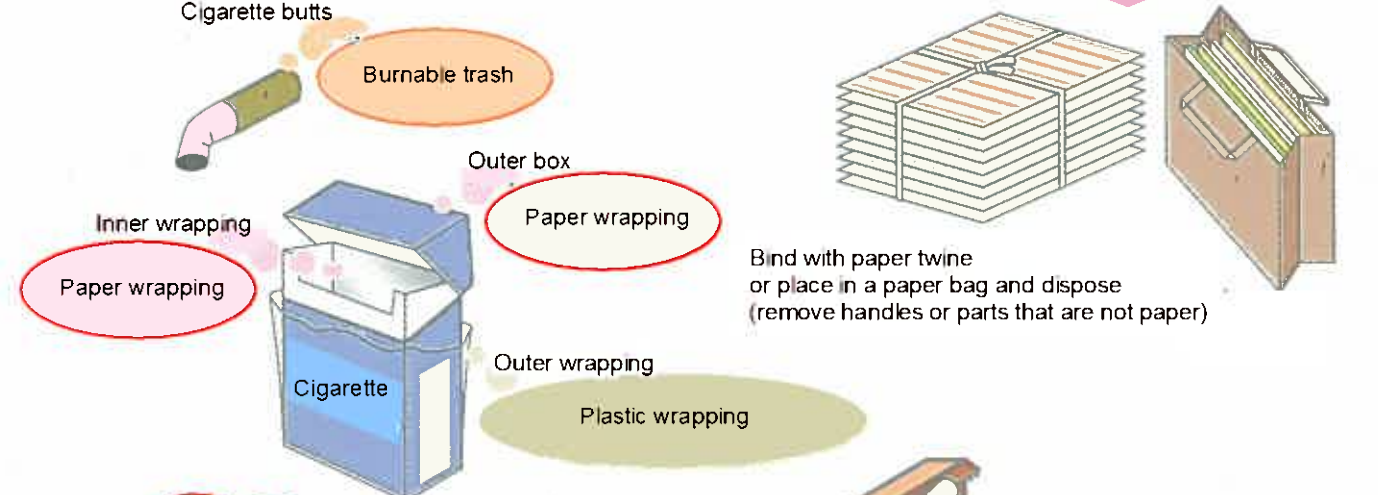 Cigarette butts
Burnable trash
Outer box
Paper wrapping
Inner wrapping
Paper wrapping
Bind with paper twine
or place in a paper bag and dispose
(remove handles or parts that are not paper)
Outer wrapping
Cigarette
Plastic wrapping